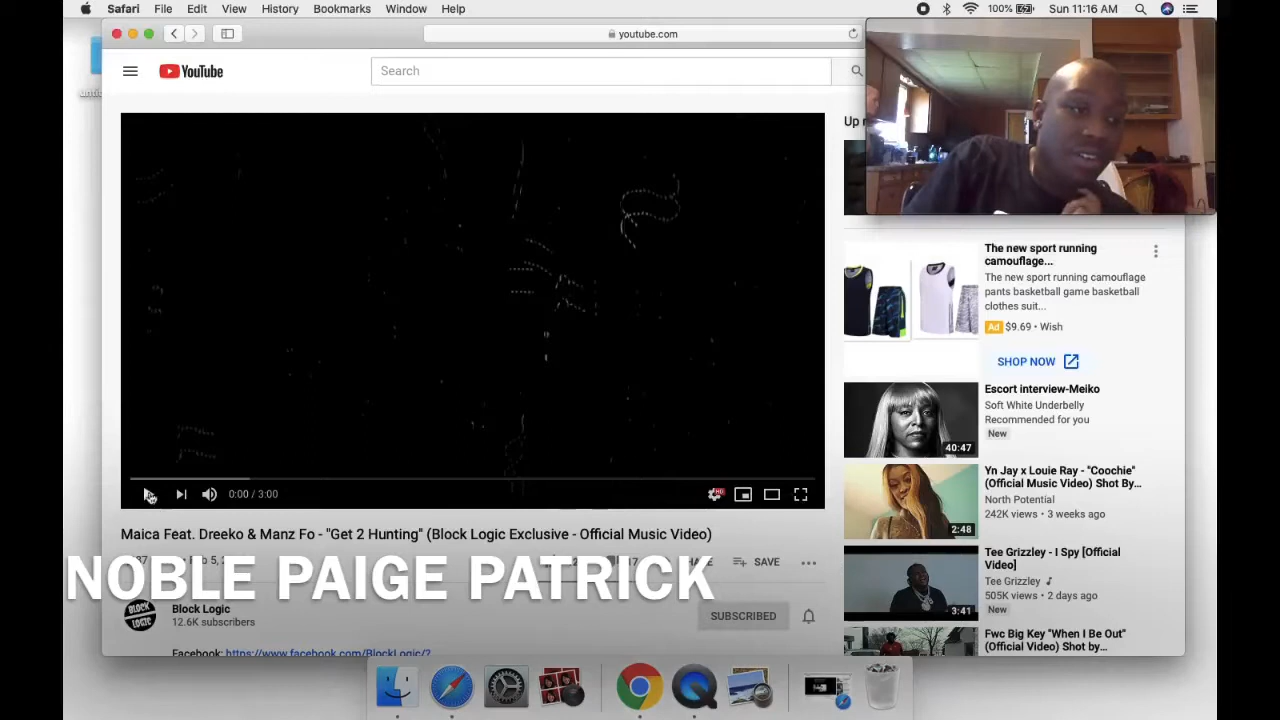 Safari File Edit View History Bookmarks Window Help
100% Sun 11:16 AM
youtube.com
YouTube
Search
0:00 / 3:00
HD
Maica Feat. Dreeko & Manz Fo - "Get 2 Hunting" (Block Logic Exclusive - Official Music Video)
SAVE
NOBLE PAIGE PATRICK
BLOCK
LOGIC
Block Logic
12.6K subscribers
SUBSCRIBED
Facebook: https://www.facebook.com/BlockLogic/?
Up
The new sport running
camouflage...
The new sport running camouflage
pants basketball game basketball
clothes suit...
Ad $9.69 • Wish
SHOP NOW
Escort interview-Meiko
Soft White Underbelly
Recommended for you
New
40:47
Yn Jay x Louie Ray - "Coochie"
(Official Music Video) Shot By...
North Potential
242K views • 3 weeks ago
2:48
Tee Grizzley - I Spy [Official
Video]
Tee Grizzley
505K views • 2 days ago
New
3:41
Fwc Big Key "When I Be Out"
(Official Video) Shot by...